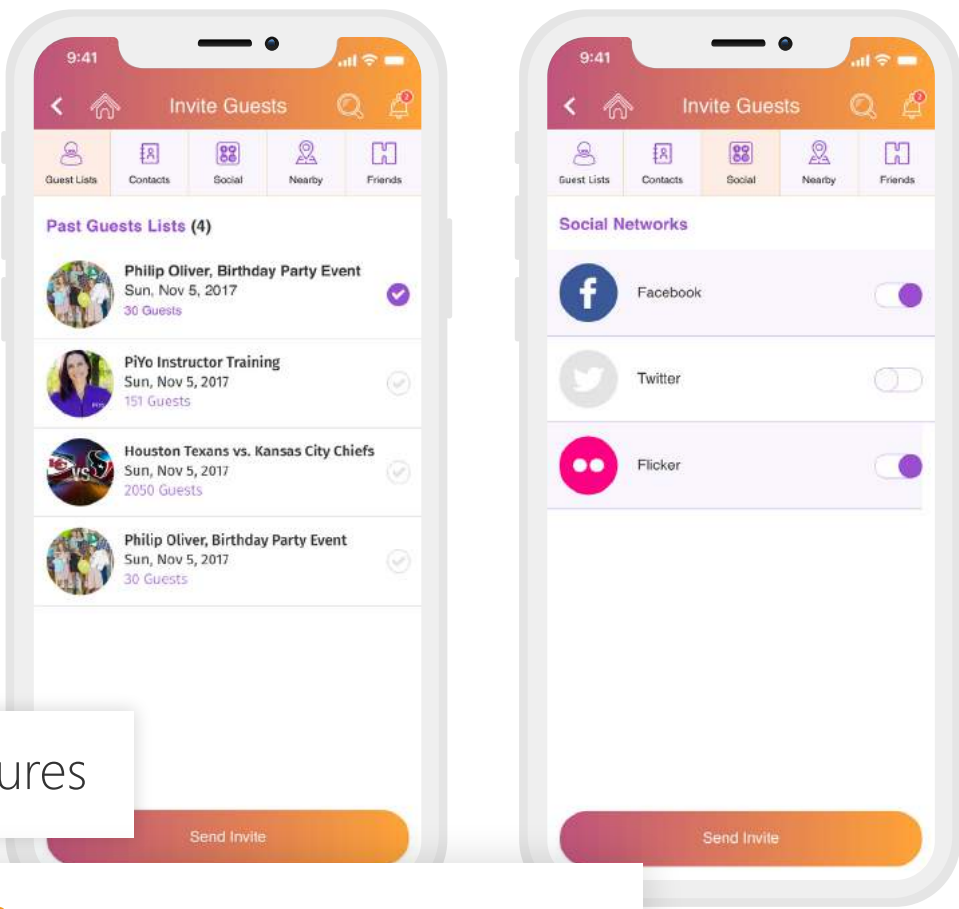 9:41
Invite Guests
2
Guest Lists
Contacts
Social
Nearby
Friends
Past Guests Lists (4)
Philip Oliver, Birthday Party Event
Sun, Nov 5, 2017
30 Guests
PiYo Instructor Training
Sun, Nov 5, 2017
151 Guests
Houston Texans vs. Kansas City Chiefs
Sun, Nov 5, 2017
2050 Guests
VS
Philip Oliver, Birthday Party Event
Sun, Nov 5, 2017
30 Guests
ures
Send Invite
9:41
Invite Guests
2
Guest Lists
Contacts
Social
Nearby
Friends
Social Networks
f
Facebook
Twitter
Flicker
Send Invite